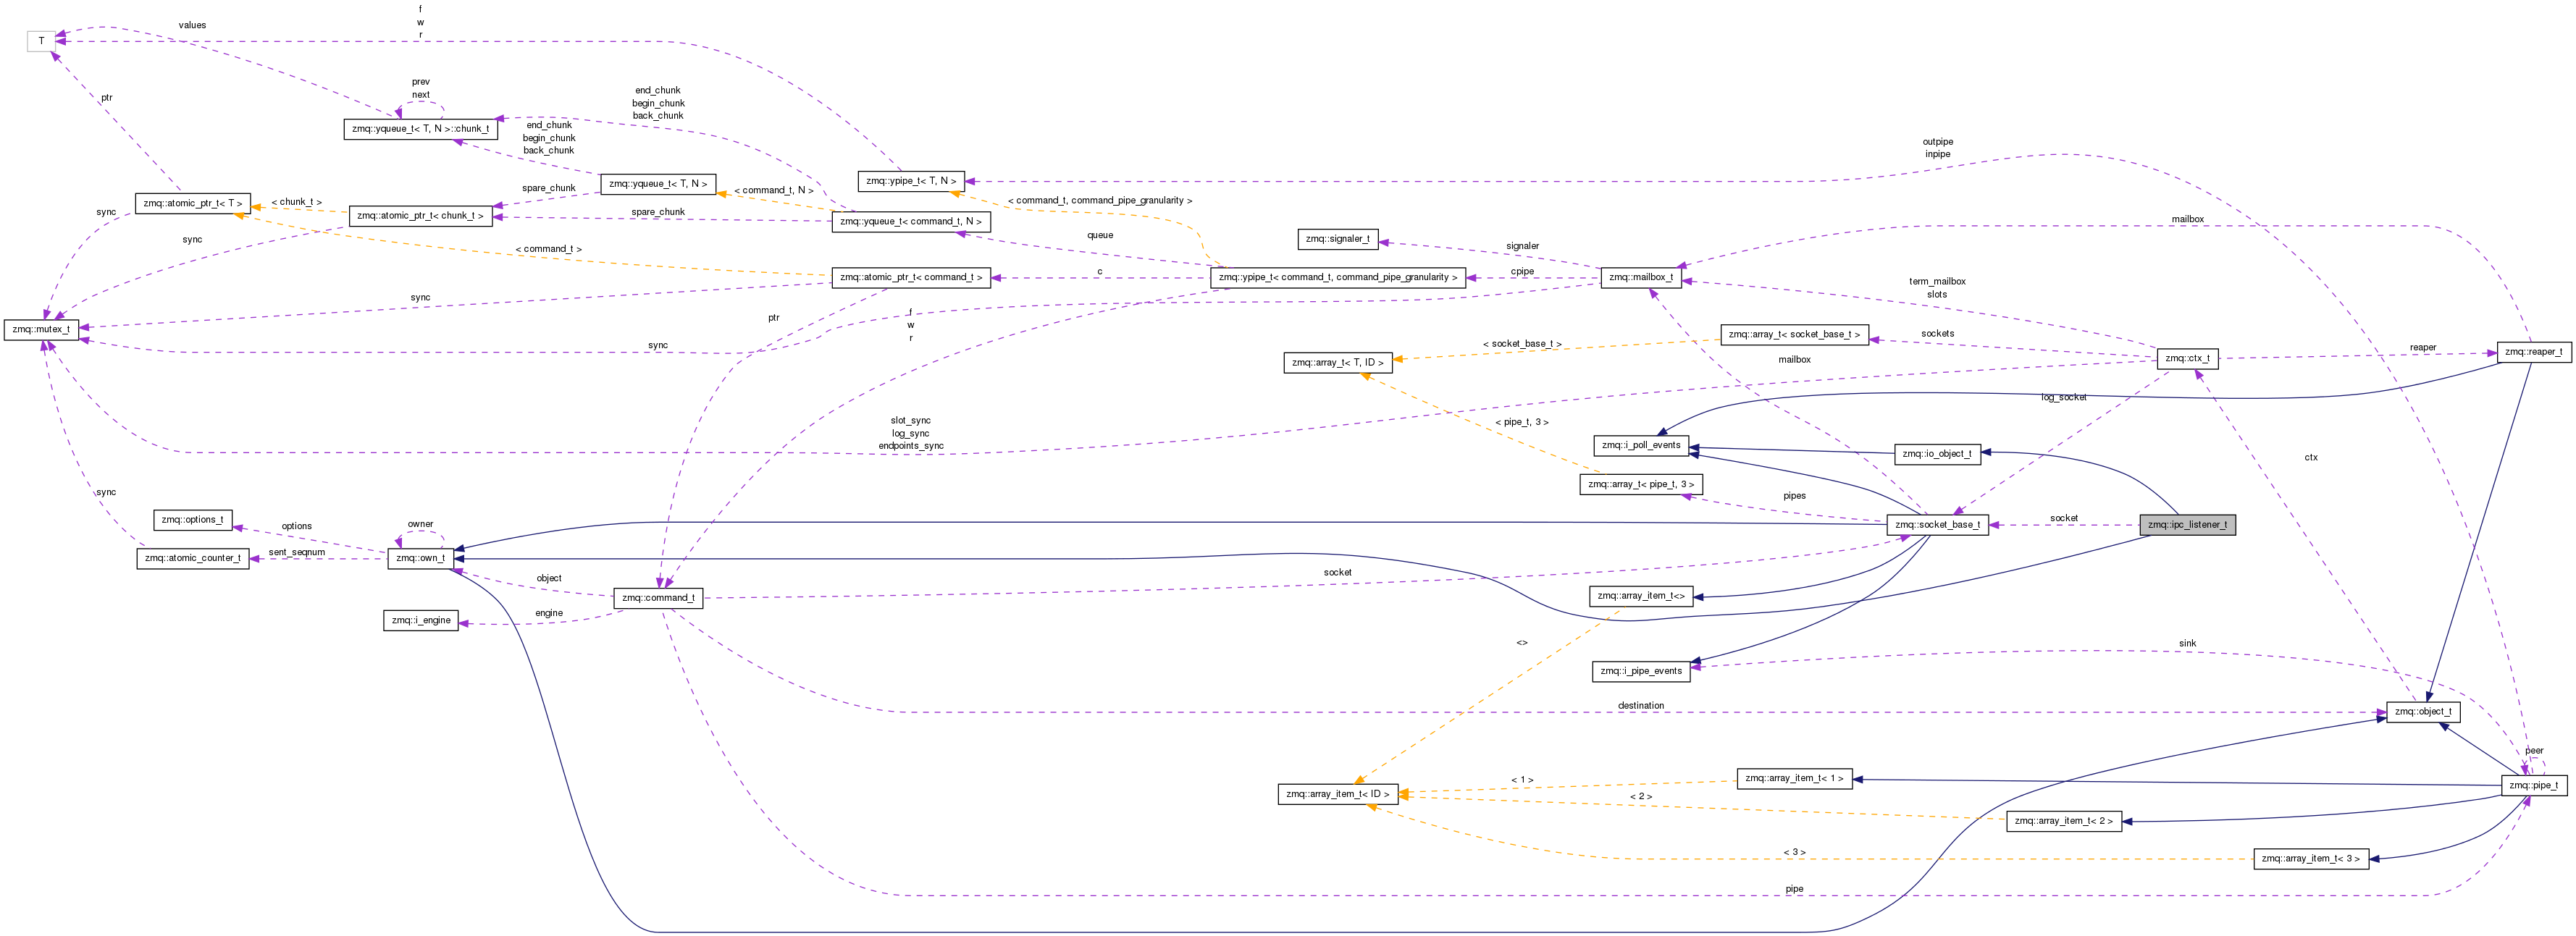 f
w
r
values
T
prev
next
end_chunk
begin_chunk
back_chunk
ptr
zmq::yqueue_t< T, N >::chunk_t
end_chunk
begin_chunk
back_chunk
outpipe
inpipe
zmq::ypipe_t< T, N >
zmq::yqueue_t< T, N >
spare_chunk
< command_t, N >
zmq::atomic_ptr_t< T >
< chunk_t >
< command_t, command_pipe_granularity >
sync
zmq::atomic_ptr_t< chunk_t >
spare_chunk
zmq::yqueue_t< command_t, N >
mailbox
sync
queue
zmq::signaler_t
signaler
< command_t >
zmq::atomic_ptr_t< command_t >
c
zmq::ypipe_t< command_t, command_pipe_granularity >
cpipe
zmq::mailbox_t
term_mailbox
slots
sync
ptr
f
w
r
zmq::mutex_t
sync
zmq::array_t< socket_base_t >
sockets
< socket_base_t >
zmq::array_t< T, ID >
mailbox
zmq::ctx_t
reaper
zmq::reaper_t
log_socket
slot_sync
log_sync
endpoints_sync
< pipe_t, 3 >
zmq::i_poll_events
zmq::io_object_t
ctx
sync
zmq::array_t< pipe_t, 3 >
pipes
zmq::options_t
options
owner
zmq::socket_base_t
socket
zmq::ipc_listener_t
zmq::atomic_counter_t
sent_seqnum
zmq::own_t
object
socket
zmq::command_t
zmq::array_item_t<>
zmq::i_engine
engine
<>
sink
zmq::i_pipe_events
destination
zmq::object_t
peer
zmq::array_item_t< ID >
< 1 >
zmq::array_item_t< 1 >
zmq::pipe_t
< 2 >
zmq::array_item_t< 2 >
< 3 >
zmq::array_item_t< 3 >
pipe